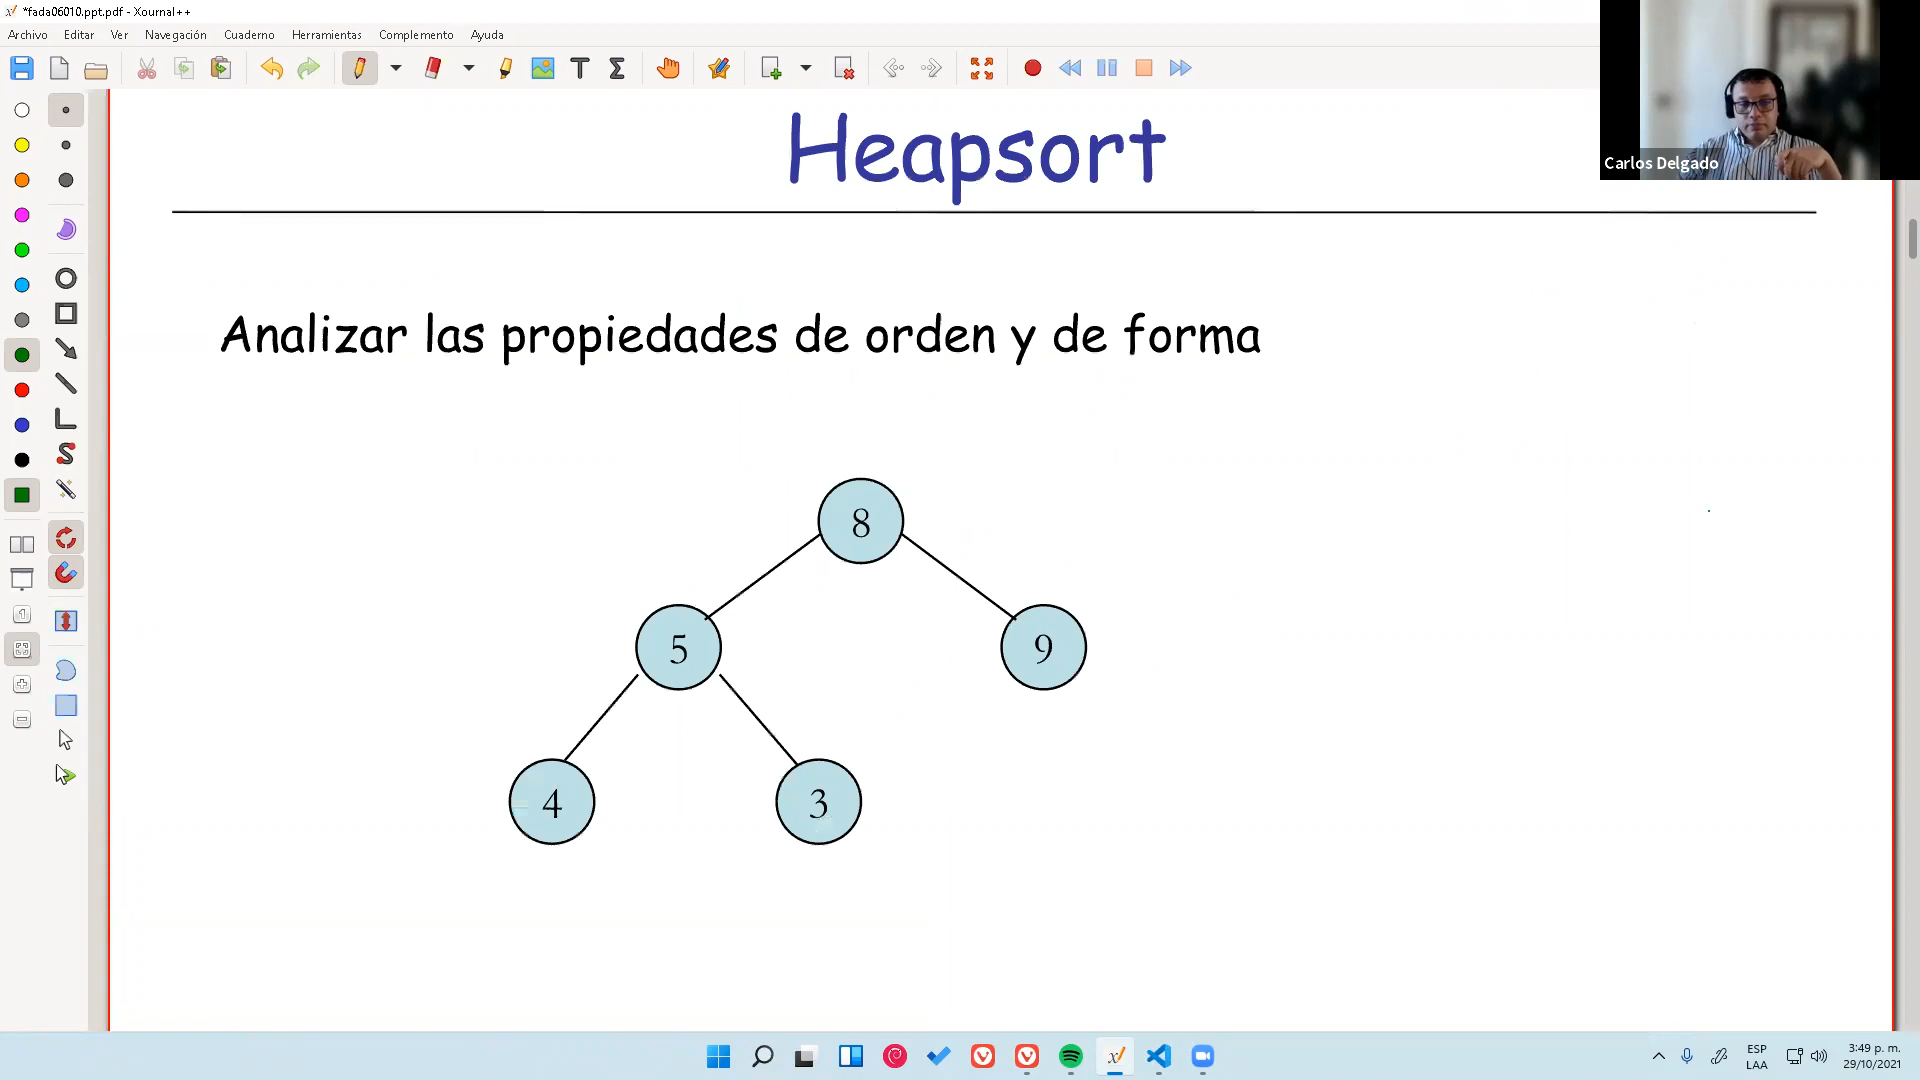 *fada06010.ppt.pdf - Xournal++
Archivo Editar Ver Navegación Cuaderno Herramientas Complemento Ayuda
Carlos Delgado
Heapsort
Analizar las propiedades de orden y de forma
8
5 9
4 3
ESP
LAA
3:49 p. m.
29/10/2021